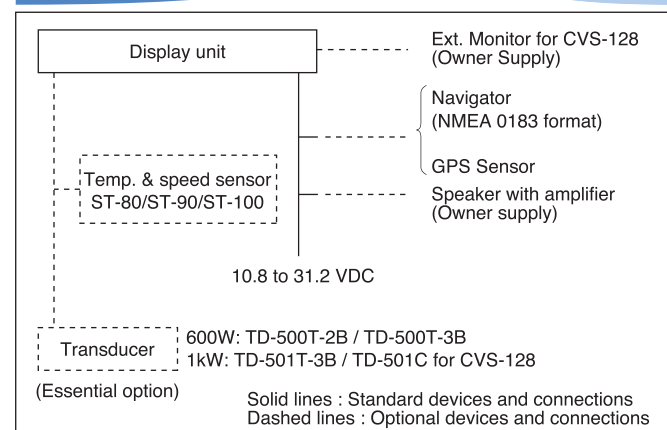 Display unit
Ext. Monitor for CVS-128
(Owner Supply)
Navigator
(NMEA 0183 format)
GPS Sensor
Temp. & speed sensor
ST-80/ST-90/ST-100
Speaker with amplifier
(Owner supply)
10.8 to 31.2 VDC
Transducer
(Essential option)
600W: TD-500T-2B / TD-500T-3B
1kW: TD-501T-3B / TD-501C for CVS-128
Solid lines : Standard devices and connections
Dashed lines : Optional devices and connections